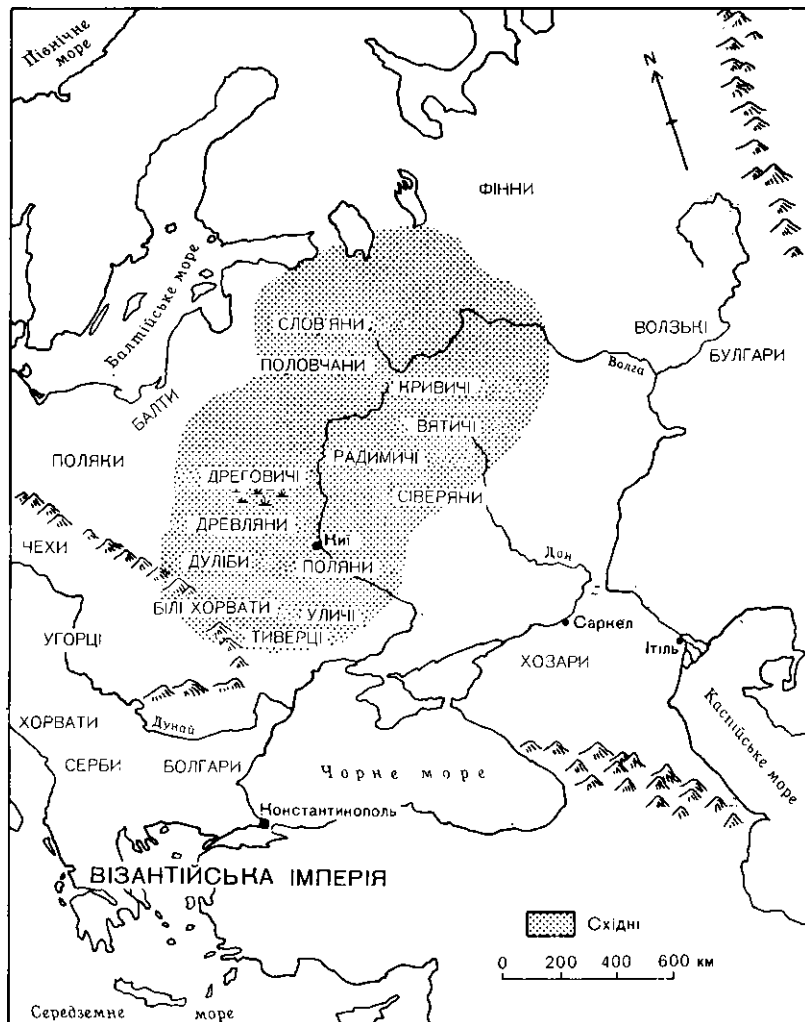 Північне
море
N
ФІННИ
Балтійське море
СЛОВ'ЯНИ
ВОЛЗЬКІ
БУЛГАРИ
Волга
ПОЛОВЧАНИ
КРИВИЧІ
БАЛТИ
ВЯТИЧІ
ПОЛЯКИ
РАДИМИЧІ
ДРЕГОВИЧІ
СІВЕРЯНИ
ДРЕВЛЯНИ
Киї
ЧЕХИ
ДУЛІБИ
ПОЛЯНИ
Дон
БІЛІ ХОРВАТИ
УЛИЧІ
ТИВЕРЦІ
УГОРЦІ
Саркел
Ітіль
ХОЗАРИ
ХОРВАТИ
Дунай
СЕРБИ
БОЛГАРИ
Чорне море
Каспійське море
Константинополь
ВІЗАНТІЙСЬКА ІМПЕРІЯ
Східні
0 200 400 600 км
Середземне море